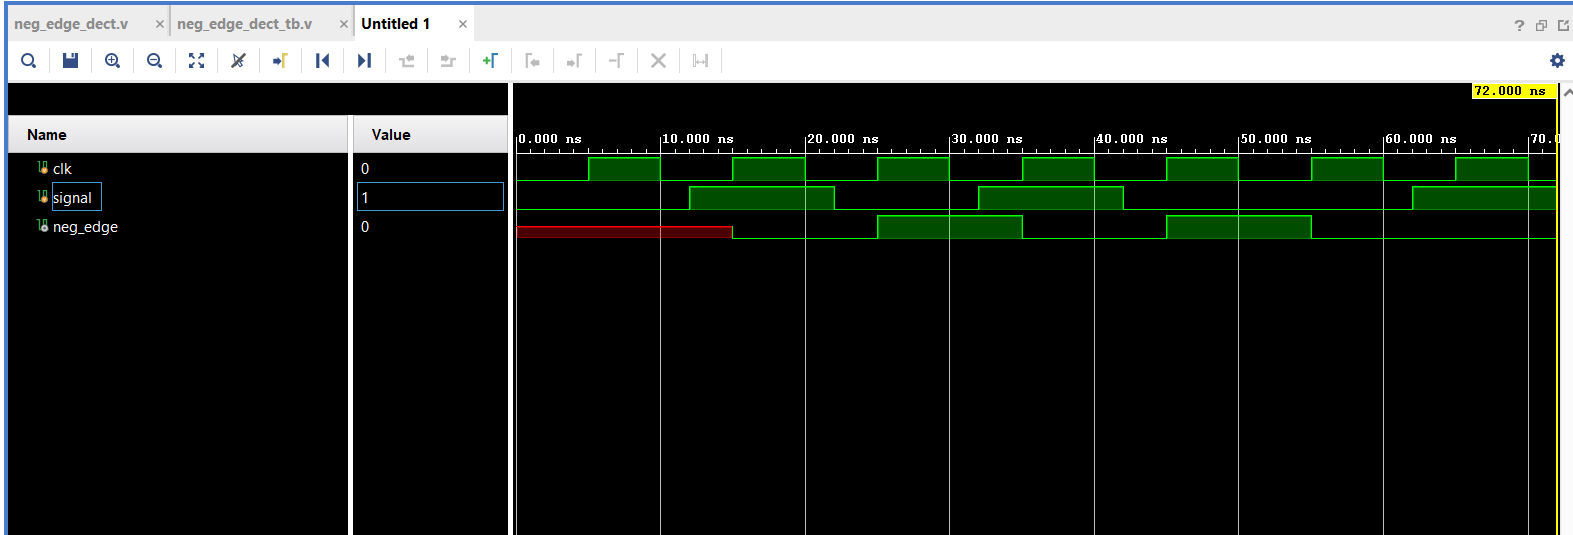 neg_edge_dect.v × neg_edge_dect_tb.v × Untitled 1 ×
?
72.000 ns
Name Value
0.000 ns 10.000 ns 20.000 ns 30.000 ns 40.000 ns 50.000 ns 60.000 ns 70.0
clk 0
signal 1
neg_edge 0